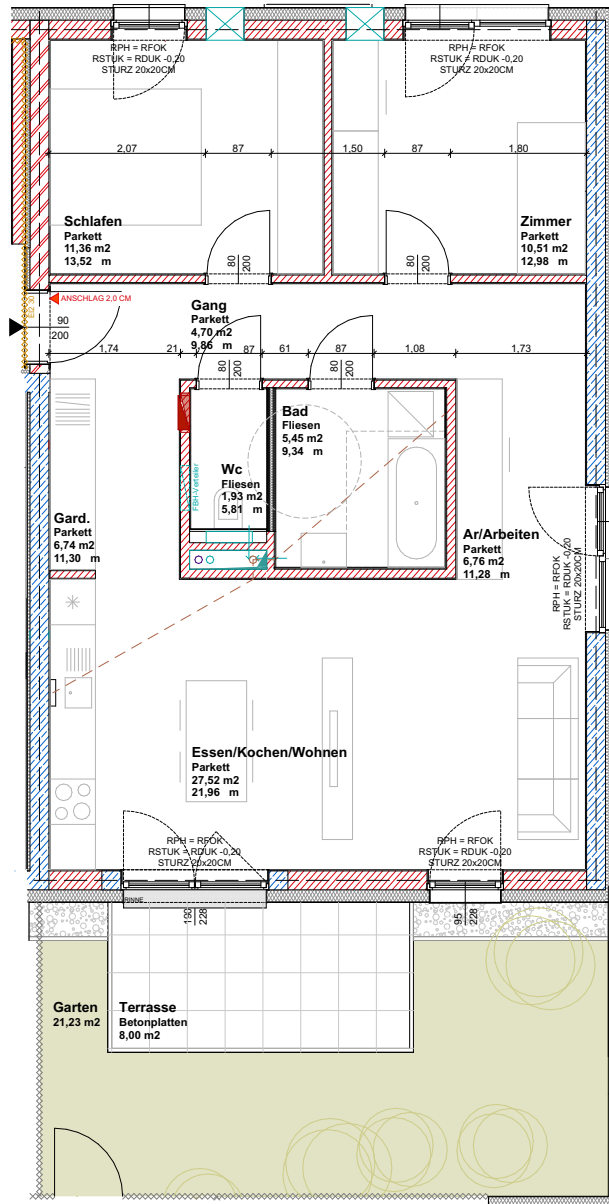 RPH = RFOK
RSTUK = RDUK -0,20
STURZ 20x20CM
RPH = RFOK
RSTUK = RDUK -0,20
STURZ 20x20CM
2,07
87
1,50
87
1,80
Schlafen
Parkett
11,36 m2
13,52 m
Zimmer
Parkett
10,51 m2
12,98 m
80
200
80
200
EI2 30
ANSCHLAG 2,0 CM
90
200
Gang
Parkett
4,70 m2
9,86 m
1,74
21
87
61
87
1,08
1,73
80
200
80
200
Bad
Fliesen
5,45 m2
9,34 m
Wc
Fliesen
1,93 m2
5,81 m
FBH-Verteiler
Gard.
Parkett
6,74 m2
11,30 m
Ar/Arbeiten
Parkett
6,76 m2
11,28 m
RPH = RFOK
RSTUK = RDUK -0,20
STURZ 20x20CM
Essen/Kochen/Wohnen
Parkett
27,52 m2
21,96 m
RPH = RFOK
RSTUK = RDUK -0,20
STURZ 20x20CM
RPH = RFOK
RSTUK = RDUK -0,20
STURZ 20x20CM
RINNE
190
228
95
228
Garten
21,23 m2
Terrasse
Betonplatten
8,00 m2